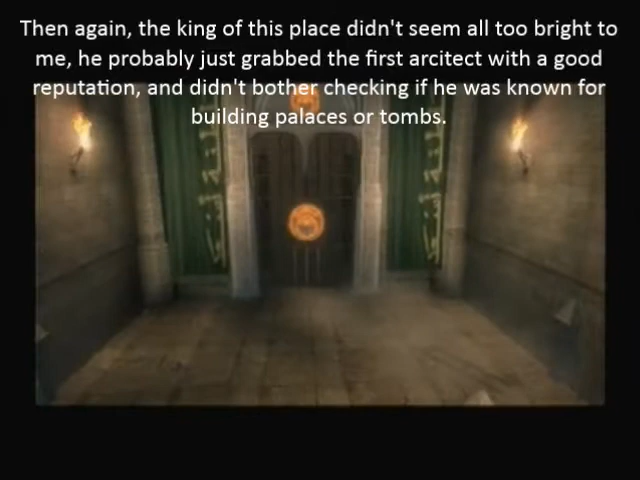 Then again, the king of this place didn't seem all too bright to
me, he probably just grabbed the first arcitect with a good
reputation, and didn't bother checking if he was known for
building palaces or tombs.